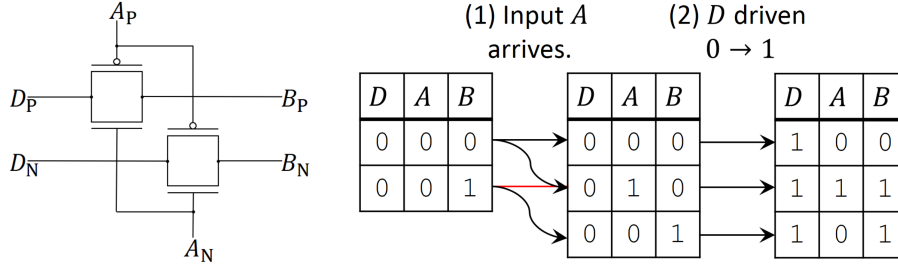 A_P
D_P
B_P
D_N
B_N
A_N
(1) Input A
arrives.
(2) D driven
0 → 1
D A B
0 0 0
0 0 1
D A B
0 0 0
0 1 0
0 0 1
D A B
1 0 0
1 1 1
1 0 1